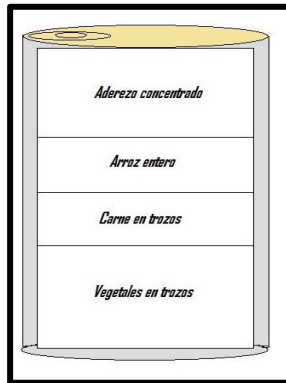 Aderezo concentrado
Arroz entero
Carne en trozos
Vegetales en trozos